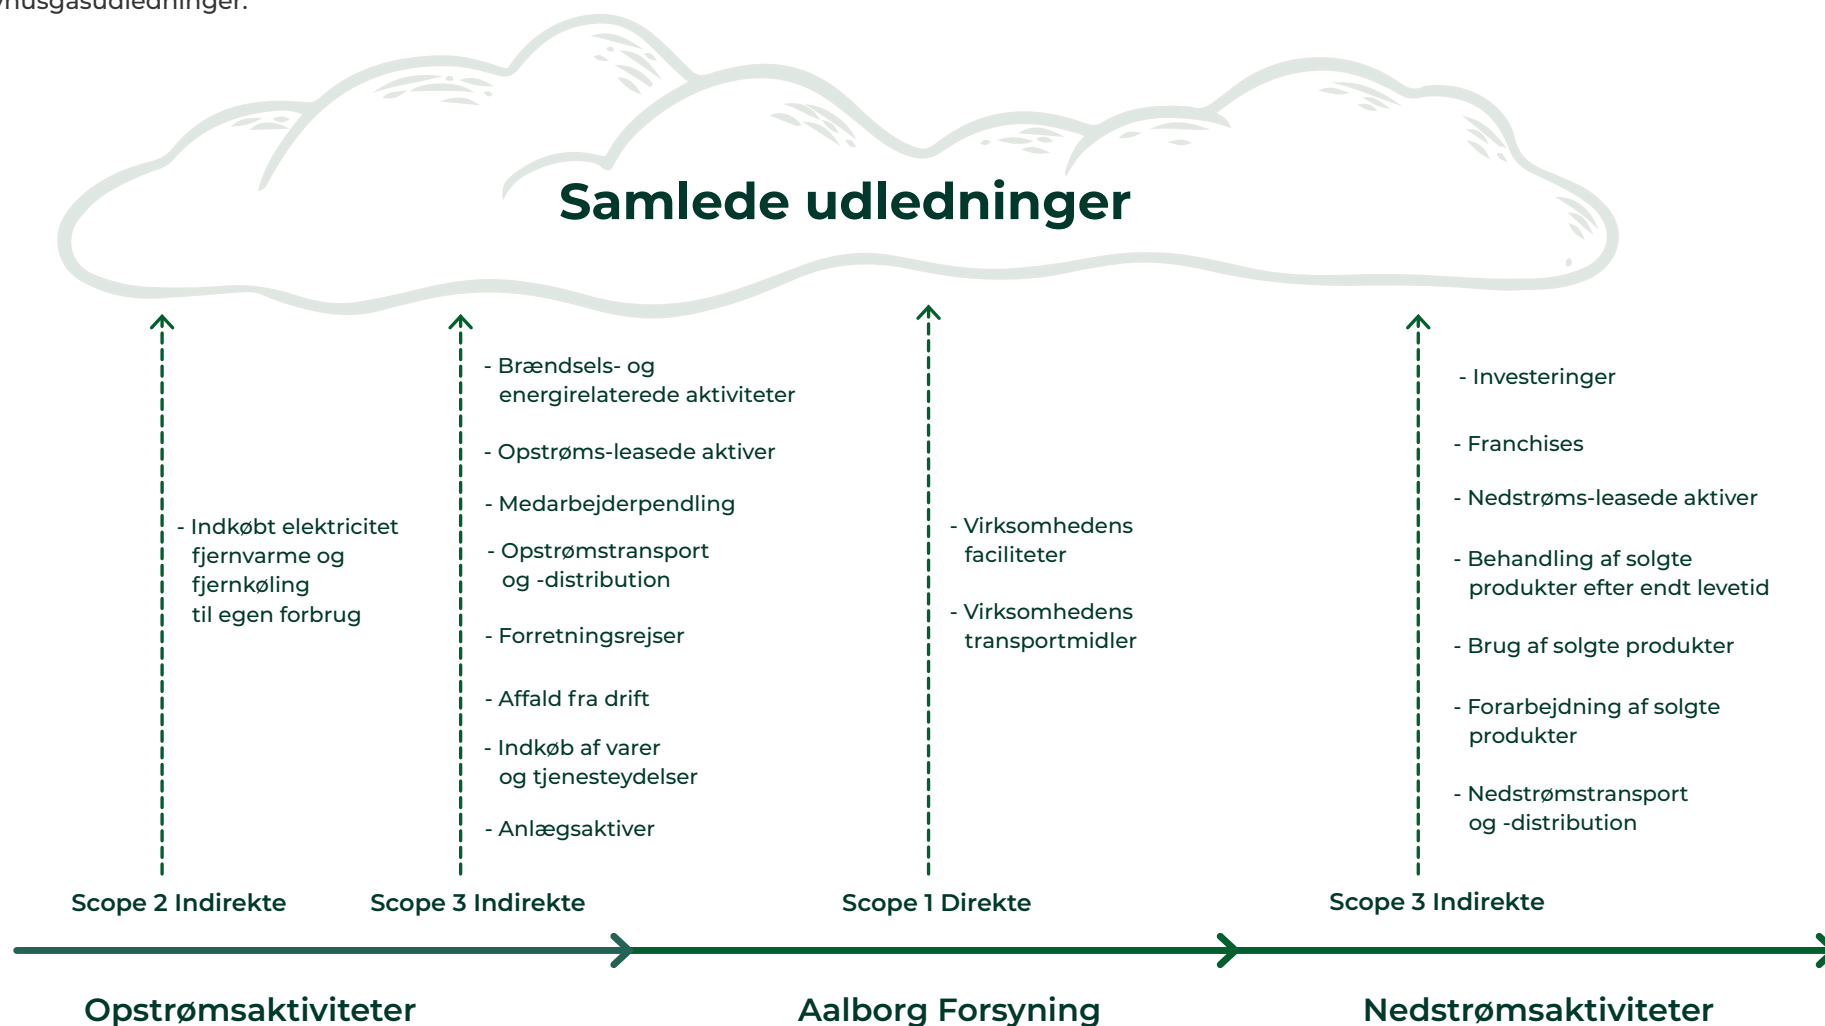 Samlede udledninger
- Indkøbt elektricitet
fjernvarme og
fjernkøling
til egen forbrug
- Brændsels- og
energirelaterede aktiviteter
- Opstrøms-leasede aktiver
- Medarbejderpendling
- Opstrømstransport
og -distribution
- Forretningsrejser
- Affald fra drift
- Indkøb af varer
og tjenesteydelser
- Anlægsaktiver
- Virksomhedens
faciliteter
- Virksomhedens
transportmidler
- Investeringer
- Franchises
- Nedstrøms-leasede aktiver
- Behandling af solgte
produkter efter endt levetid
- Brug af solgte produkter
- Forarbejdning af solgte
produkter
- Nedstrømstransport
og -distribution
Scope 2 Indirekte
Scope 3 Indirekte
Scope 1 Direkte
Scope 3 Indirekte
Opstrømsaktiviteter
Aalborg Forsyning
Nedstrømsaktiviteter